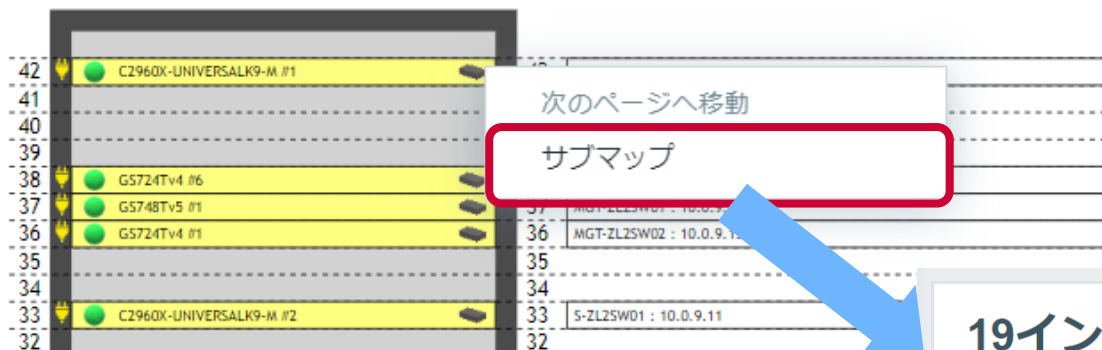 42 C2960X-UNIVERSALK9-M #1
41
40
39
38 GS724Tv4 #6
37 GS748Tv5 #1
36 GS724Tv4 #1
35
34
33 C2960X-UNIVERSALK9-M #2
32
次のページへ移動
サブマップ
36 MGT-ZL2SW02 : 10.0.9.1
35
34
33 S-ZL2SW01 : 10.0.9.11
32
19イン